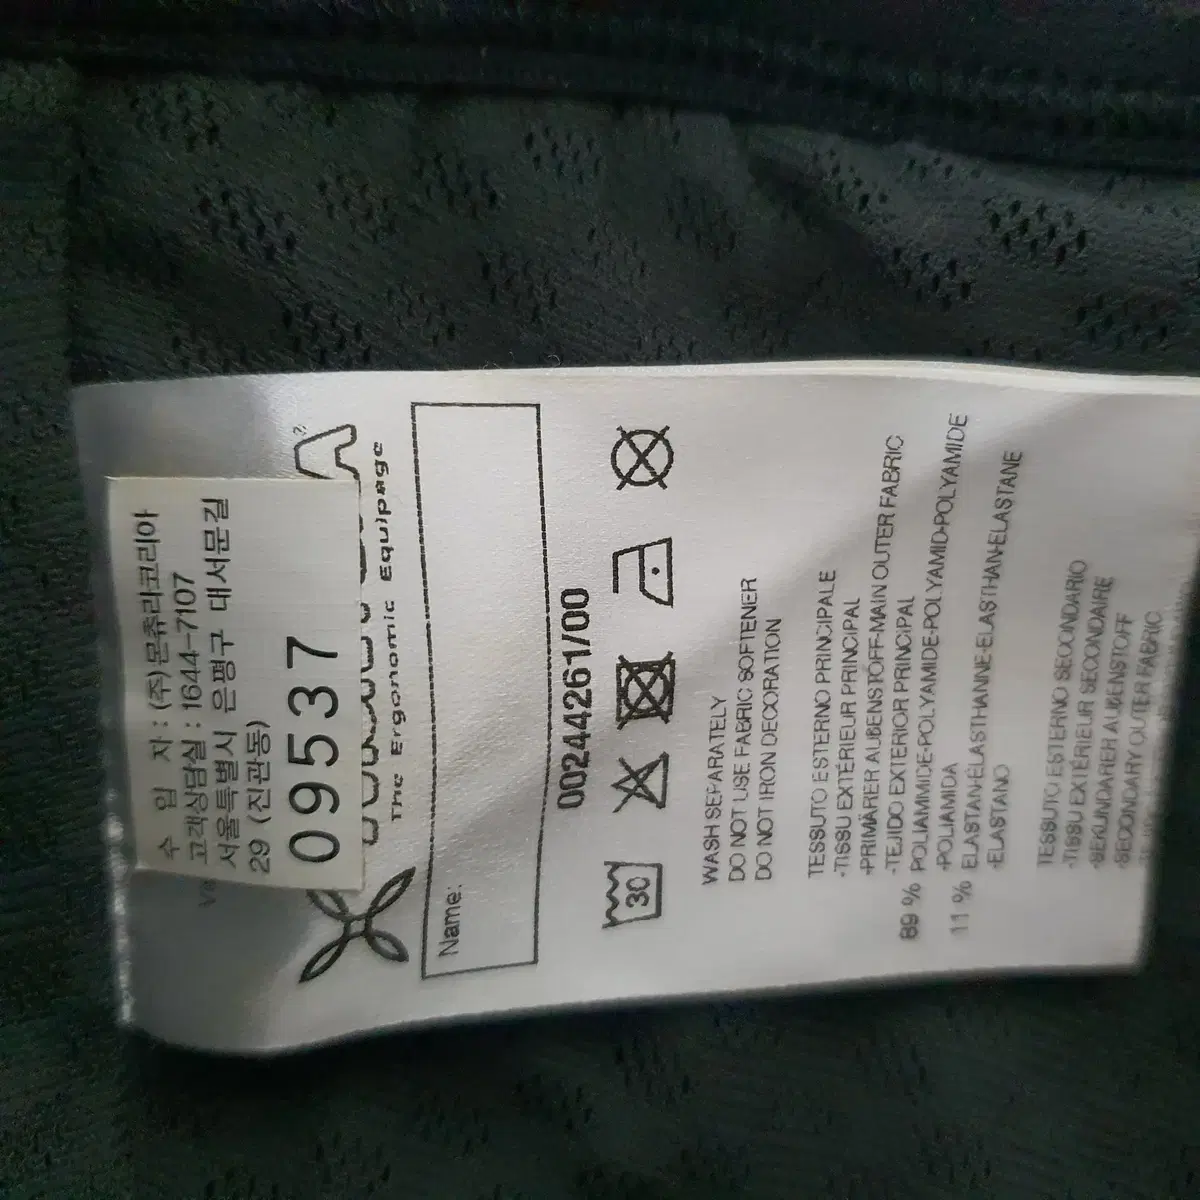 수 입 자 : (주)몬츄리코리아
고객상담실 : 1644-7107
서울특별시 은평구 대서문길
29 (진관동)
09537
The Ergonomic Equipage
Name:
00244261/00
30
WASH SEPARATELY
DO NOT USE FABRIC SOFTENER
DO NOT IRON DECORATION
TESSUTO ESTERNO PRINCIPALE
-TISSU EXTÉRIEUR PRINCIPAL
-PRIMÄRER AUßENSTOFF-MAIN OUTER FABRIC
-TEJIDO EXTERIOR PRINCIPAL
89 % POLIAMMIDE-POLYAMIDE-POLYAMID-POLYAMIDE
-POLIAMIDA
11 % ELASTAN-ELASTHANNE-ELASTHAN-ELASTANE
-ELASTANO
TESSUTO ESTERNO SECONDARIO
-TISSU EXTÉRIEUR SECONDAIRE
-SEKUNDÄRER AUßENSTOFF
-SECONDARY OUTER FABRIC